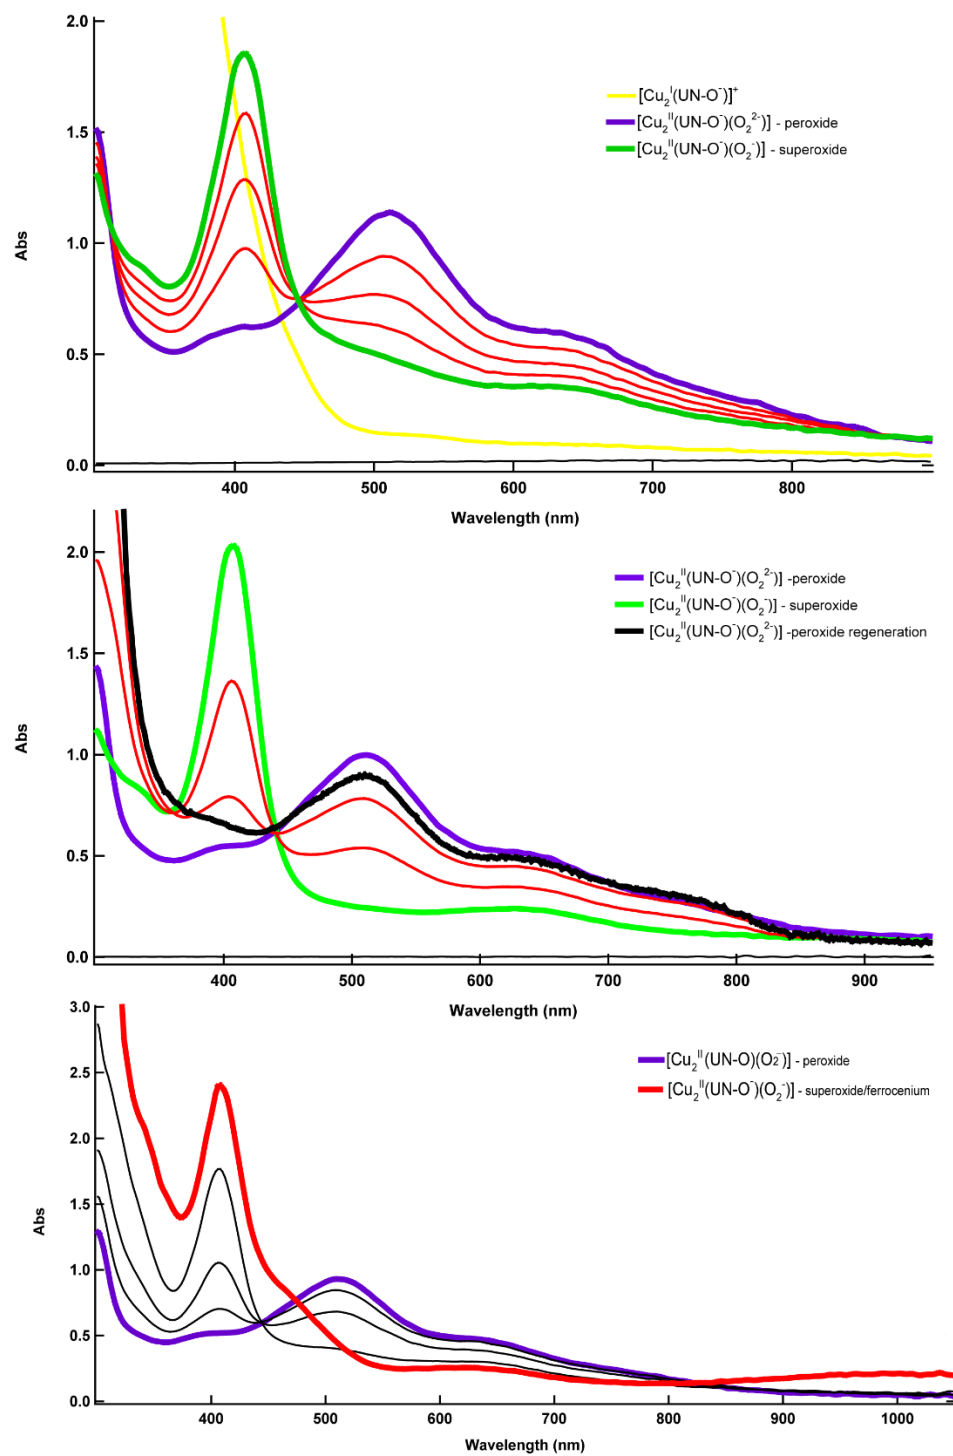 2.0
1.5
1.0
0.5
0.0
Abs
[Cu₂ᴵ(UN-O⁻)]⁺
[Cu₂ᴵᴵ(UN-O⁻)(O₂²⁻)] - peroxide
[Cu₂ᴵᴵ(UN-O⁻)(O₂⁻)] - superoxide
400 500 600 700 800
Wavelength (nm)
2.0
1.5
1.0
0.5
0.0
Abs
[Cu₂ᴵᴵ(UN-O⁻)(O₂²⁻)] -peroxide
[Cu₂ᴵᴵ(UN-O⁻)(O₂⁻)] - superoxide
[Cu₂ᴵᴵ(UN-O⁻)(O₂²⁻)] -peroxide regeneration
400 500 600 700 800 900
Wavelength (nm)
3.0
2.5
2.0
1.5
1.0
0.5
0.0
Abs
[Cu₂ᴵᴵ(UN-O)(O₂⁻)] - peroxide
[Cu₂ᴵᴵ(UN-O⁻)(O₂⁻)] - superoxide/ferrocenium
400 500 600 700 800 900 1000
Wavelength (nm)